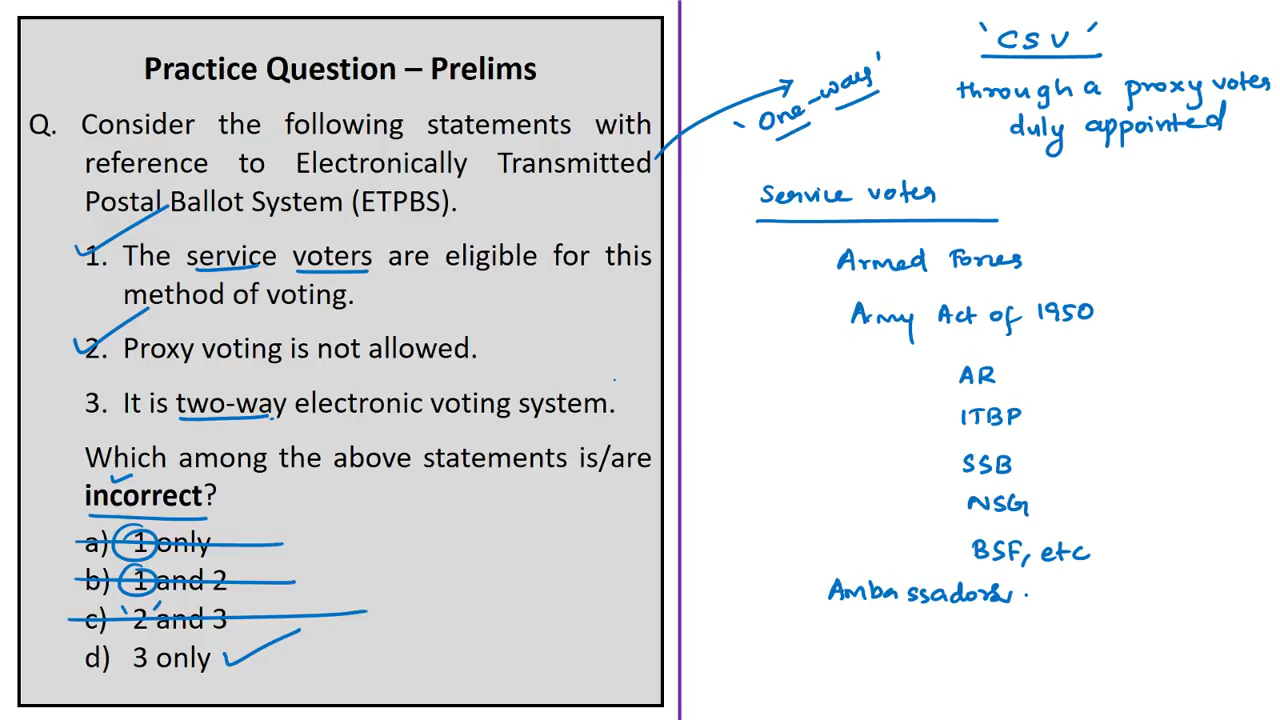 Practice Question – Prelims
Q. Consider the following statements with
reference to Electronically Transmitted
Postal Ballot System (ETPBS).
1. The service voters are eligible for this
method of voting.
2. Proxy voting is not allowed.
3. It is two-way electronic voting system.
Which among the above statements is/are
incorrect?
a) 1 only
b) 1 and 2
c) '2' and 3
d) 3 only
'One-ways'
'CSV'
through a proxy voter
duly appointed
Service voter
Armed Forces
Army Act of 1950
AR
ITBP
SSB
NSG
BSF, etc
Ambassadors.